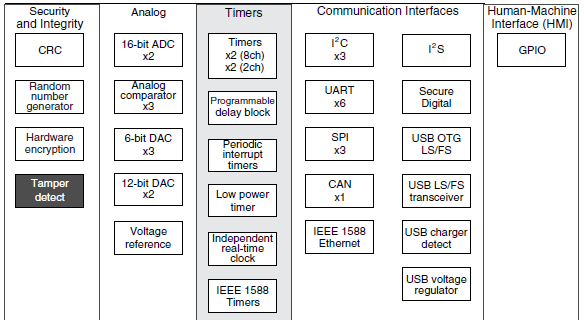 Security
and Integrity
CRC
Random
number
generator
Hardware
encryption
Tamper
detect
Analog
16-bit ADC
x2
Analog
comparator
x3
6-bit DAC
x3
12-bit DAC
x2
Voltage
reference
Timers
Timers
x2 (8ch)
x2 (2ch)
Programmable
delay block
Periodic
interrupt
timers
Low power
timer
Independent
real-time
clock
IEEE 1588
Timers
Communication Interfaces
I²C
x3
UART
x6
SPI
x3
CAN
x1
IEEE 1588
Ethernet
I²S
Secure
Digital
USB OTG
LS/FS
USB LS/FS
transceiver
USB charger
detect
USB voltage
regulator
Human-Machine
Interface (HMI)
GPIO